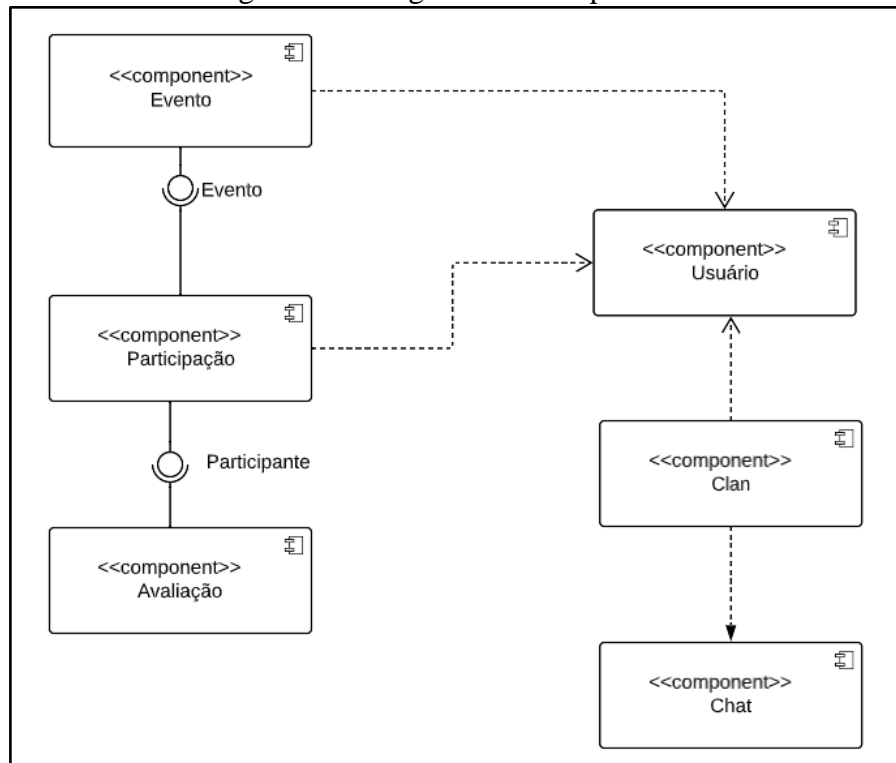 <<component>>
Evento
Evento
<<component>>
Usuário
<<component>>
Participação
Participante
<<component>>
Clan
<<component>>
Avaliação
<<component>>
Chat